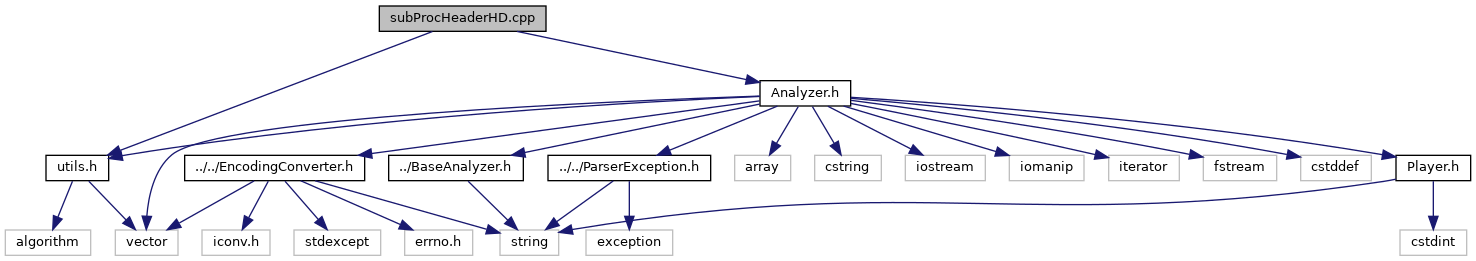 subProcHeaderHD.cpp
Analyzer.h
utils.h
../../EncodingConverter.h
../BaseAnalyzer.h
../../ParserException.h
array
cstring
iostream
iomanip
iterator
fstream
cstddef
Player.h
algorithm
vector
iconv.h
stdexcept
errno.h
string
exception
cstdint